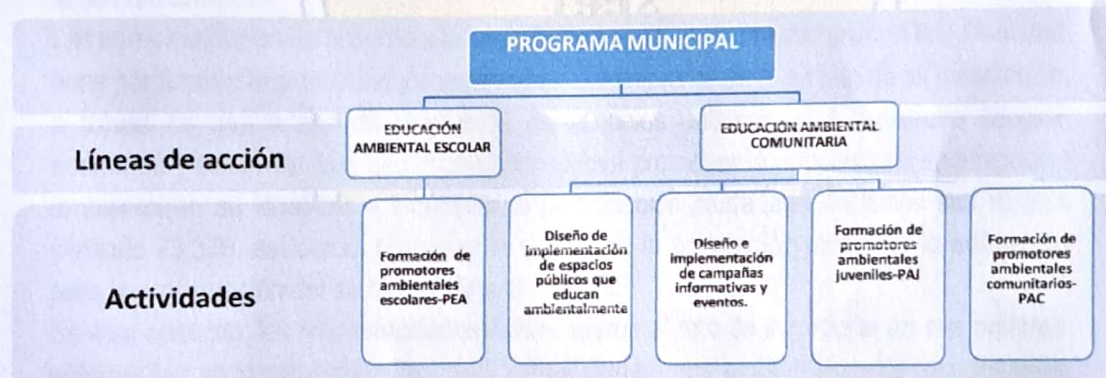 PROGRAMA MUNICIPAL
Líneas de acción
EDUCACIÓN
AMBIENTAL ESCOLAR
EDUCACION AMBIENTAL
COMUNITARIA
Actividades
Formación de
promotores
ambientales
escolares-PEA
Diseño de
implementación
de espacios
públicos que
educan
ambientalmente
Diseño e
implementación
de campañas
informativas y
eventos.
Formación de
promotores
ambientales
juveniles-PAJ
Formación de
promotores
ambientales
comunitarios-
PAC